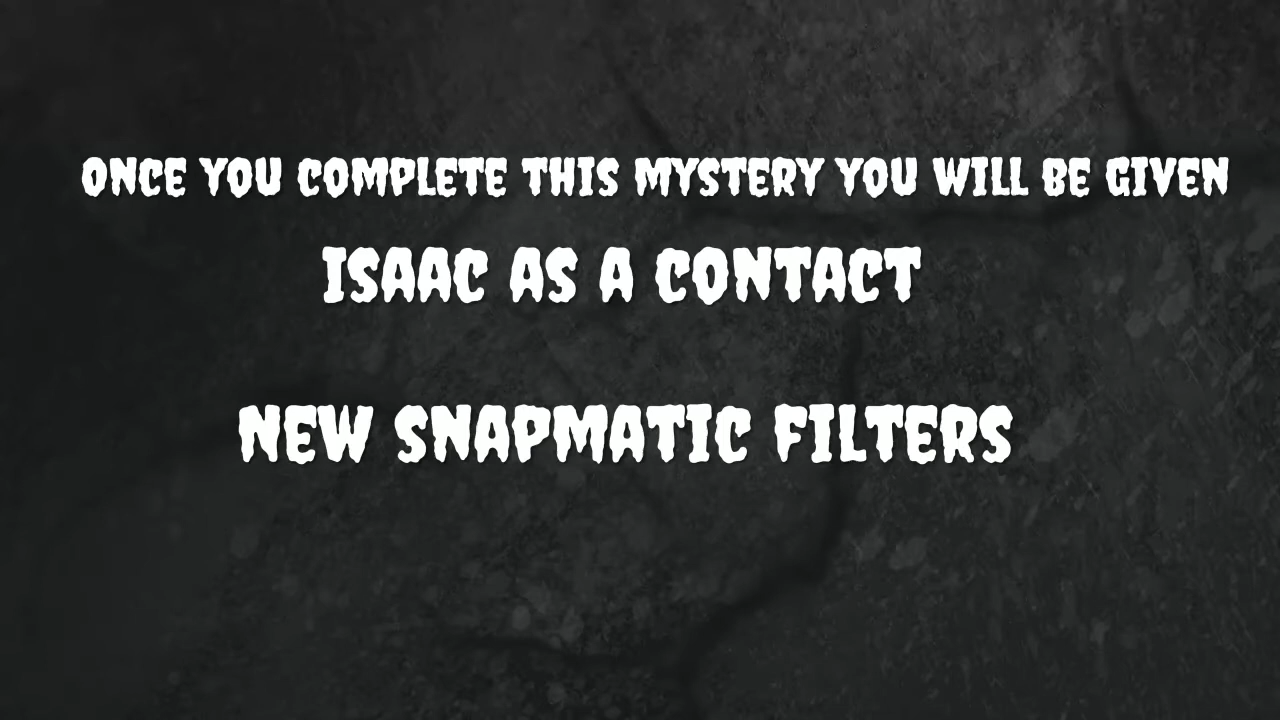 ONCE YOU COMPLETE THIS MYSTERY YOU WILL BE GIVEN
ISAAC AS A CONTACT
NEW SNAPMATIC FILTERS